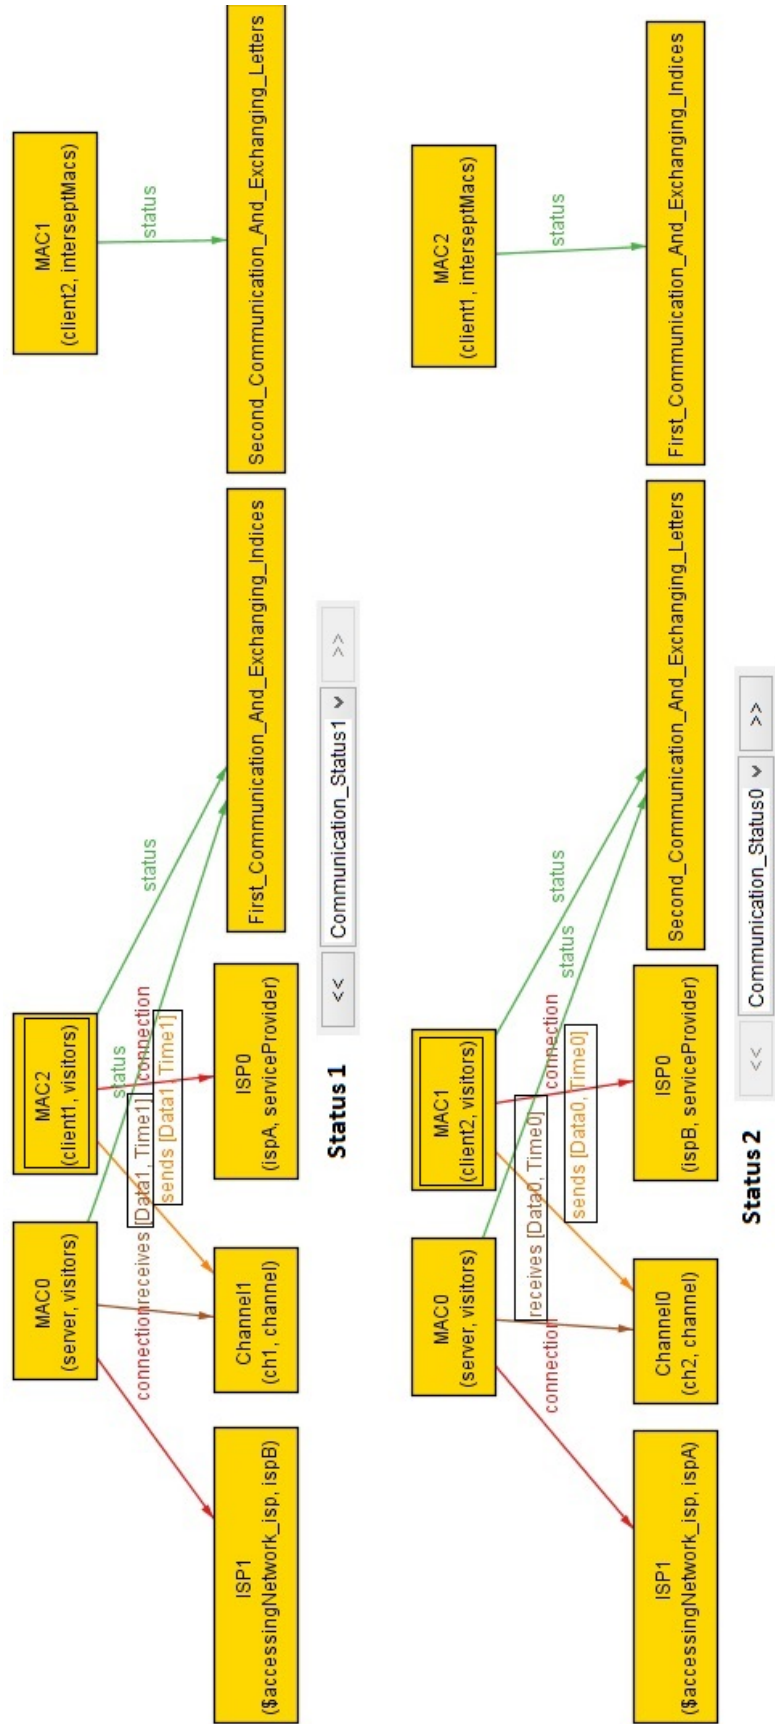 MAC0
(server, visitors)
MAC2
(client1, visitors)
MAC1
(client2, interseptMacs)
status
status
status
connection
receives [Data1, Time1]
connection
sends [Data1, Time1]
ISP1
($accessingNetwork_isp, ispB)
Channel1
(ch1, channel)
ISP0
(ispA, serviceProvider)
First_Communication_And_Exchanging_Indices
Second_Communication_And_Exchanging_Letters
Status 1
<< Communication_Status1 >>
MAC0
(server, visitors)
MAC1
(client2, visitors)
MAC2
(client1, interseptMacs)
status
status
status
connection
receives [Data0, Time0]
connection
sends [Data0, Time0]
ISP1
($accessingNetwork_isp, ispA)
Channel0
(ch2, channel)
ISP0
(ispB, serviceProvider)
Second_Communication_And_Exchanging_Letters
First_Communication_And_Exchanging_Indices
Status 2
<< Communication_Status0 >>